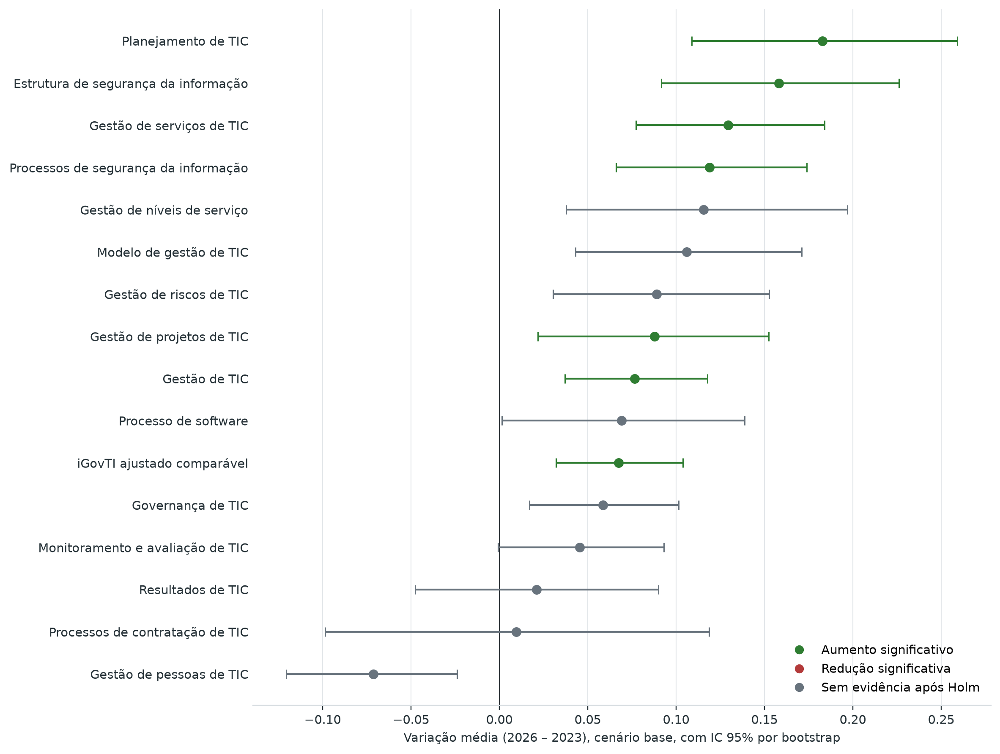 Planejamento de TIC
Estrutura de segurança da informação
Gestão de serviços de TIC
Processos de segurança da informação
Gestão de níveis de serviço
Modelo de gestão de TIC
Gestão de riscos de TIC
Gestão de projetos de TIC
Gestão de TIC
Processo de software
iGovTI ajustado comparável
Governança de TIC
Monitoramento e avaliação de TIC
Resultados de TIC
Processos de contratação de TIC
Gestão de pessoas de TIC
Aumento significativo
Redução significativa
Sem evidência após Holm
−0.10 −0.05 0.00 0.05 0.10 0.15 0.20 0.25
Variação média (2026 – 2023), cenário base, com IC 95% por bootstrap